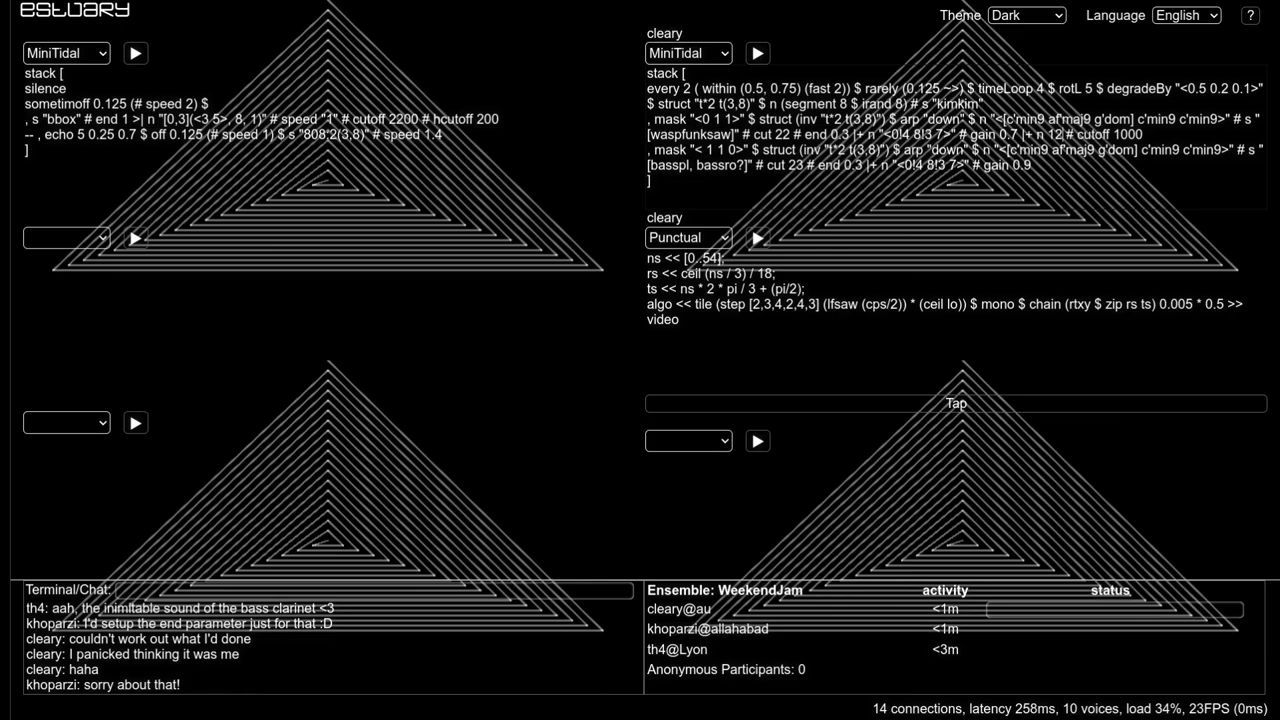 estuary
Theme Dark Language English ?
MiniTidal
stack [
silence
sometimoff 0.125 (# speed 2) $
, s "bbox" # end 1 >| n "[0,3](<3 5>, 8, 1)" # speed "1" # cutoff 2200 # hcutoff 200
-- , echo 5 0.25 0.7 $ off 0.125 (# speed 1) $ s "808:2(3,8)" # speed 1.4
]
cleary
MiniTidal
stack [
every 2 ( within (0.5, 0.75) (fast 2)) $ rarely (0.125 ~>) $ timeLoop 4 $ rotL 5 $ degradeBy "<0.5 0.2 0.1>"
$ struct "t*2 t(3,8)" $ n (segment 8 $ irand 8) # s "kimkim"
, mask "<0 1 1>" $ struct (inv "t*2 t(3,8)") $ arp "down" $ n "<[c'min9 af'maj9 g'dom] c'min9 c'min9>" # s "
[waspfunksaw]" # cut 22 # end 0.3 |+ n "<0!4 8!3 7>" # gain 0.7 |+ n 12 # cutoff 1000
, mask "< 1 1 0>" $ struct (inv "t*2 t(3,8)") $ arp "down" $ n "<[c'min9 af'maj9 g'dom] c'min9 c'min9>" # s "
[basspl, bassro?]" # cut 23 # end 0.3 |+ n "<0!4 8!3 7>" # gain 0.9
]
cleary
Punctual
ns << [0..54];
rs << ceil (ns / 3) / 18;
ts << ns * 2 * pi / 3 + (pi/2);
algo << tile (step [2,3,4,2,4,3] (lfsaw (cps/2)) * (ceil lo)) $ mono $ chain (rtxy $ zip rs ts) 0.005 * 0.5 >>
video
Tap
Terminal/Chat:
th4: aah, the inimitable sound of the bass clarinet <3
khoparzi: I'd setup the end parameter just for that :D
cleary: couldn't work out what I'd done
cleary: I panicked thinking it was me
cleary: haha
khoparzi: sorry about that!
Ensemble: WeekendJam activity status
cleary@au <1m
khoparzi@allahabad <1m
th4@Lyon <3m
Anonymous Participants: 0
14 connections, latency 258ms, 10 voices, load 34%, 23FPS (0ms)